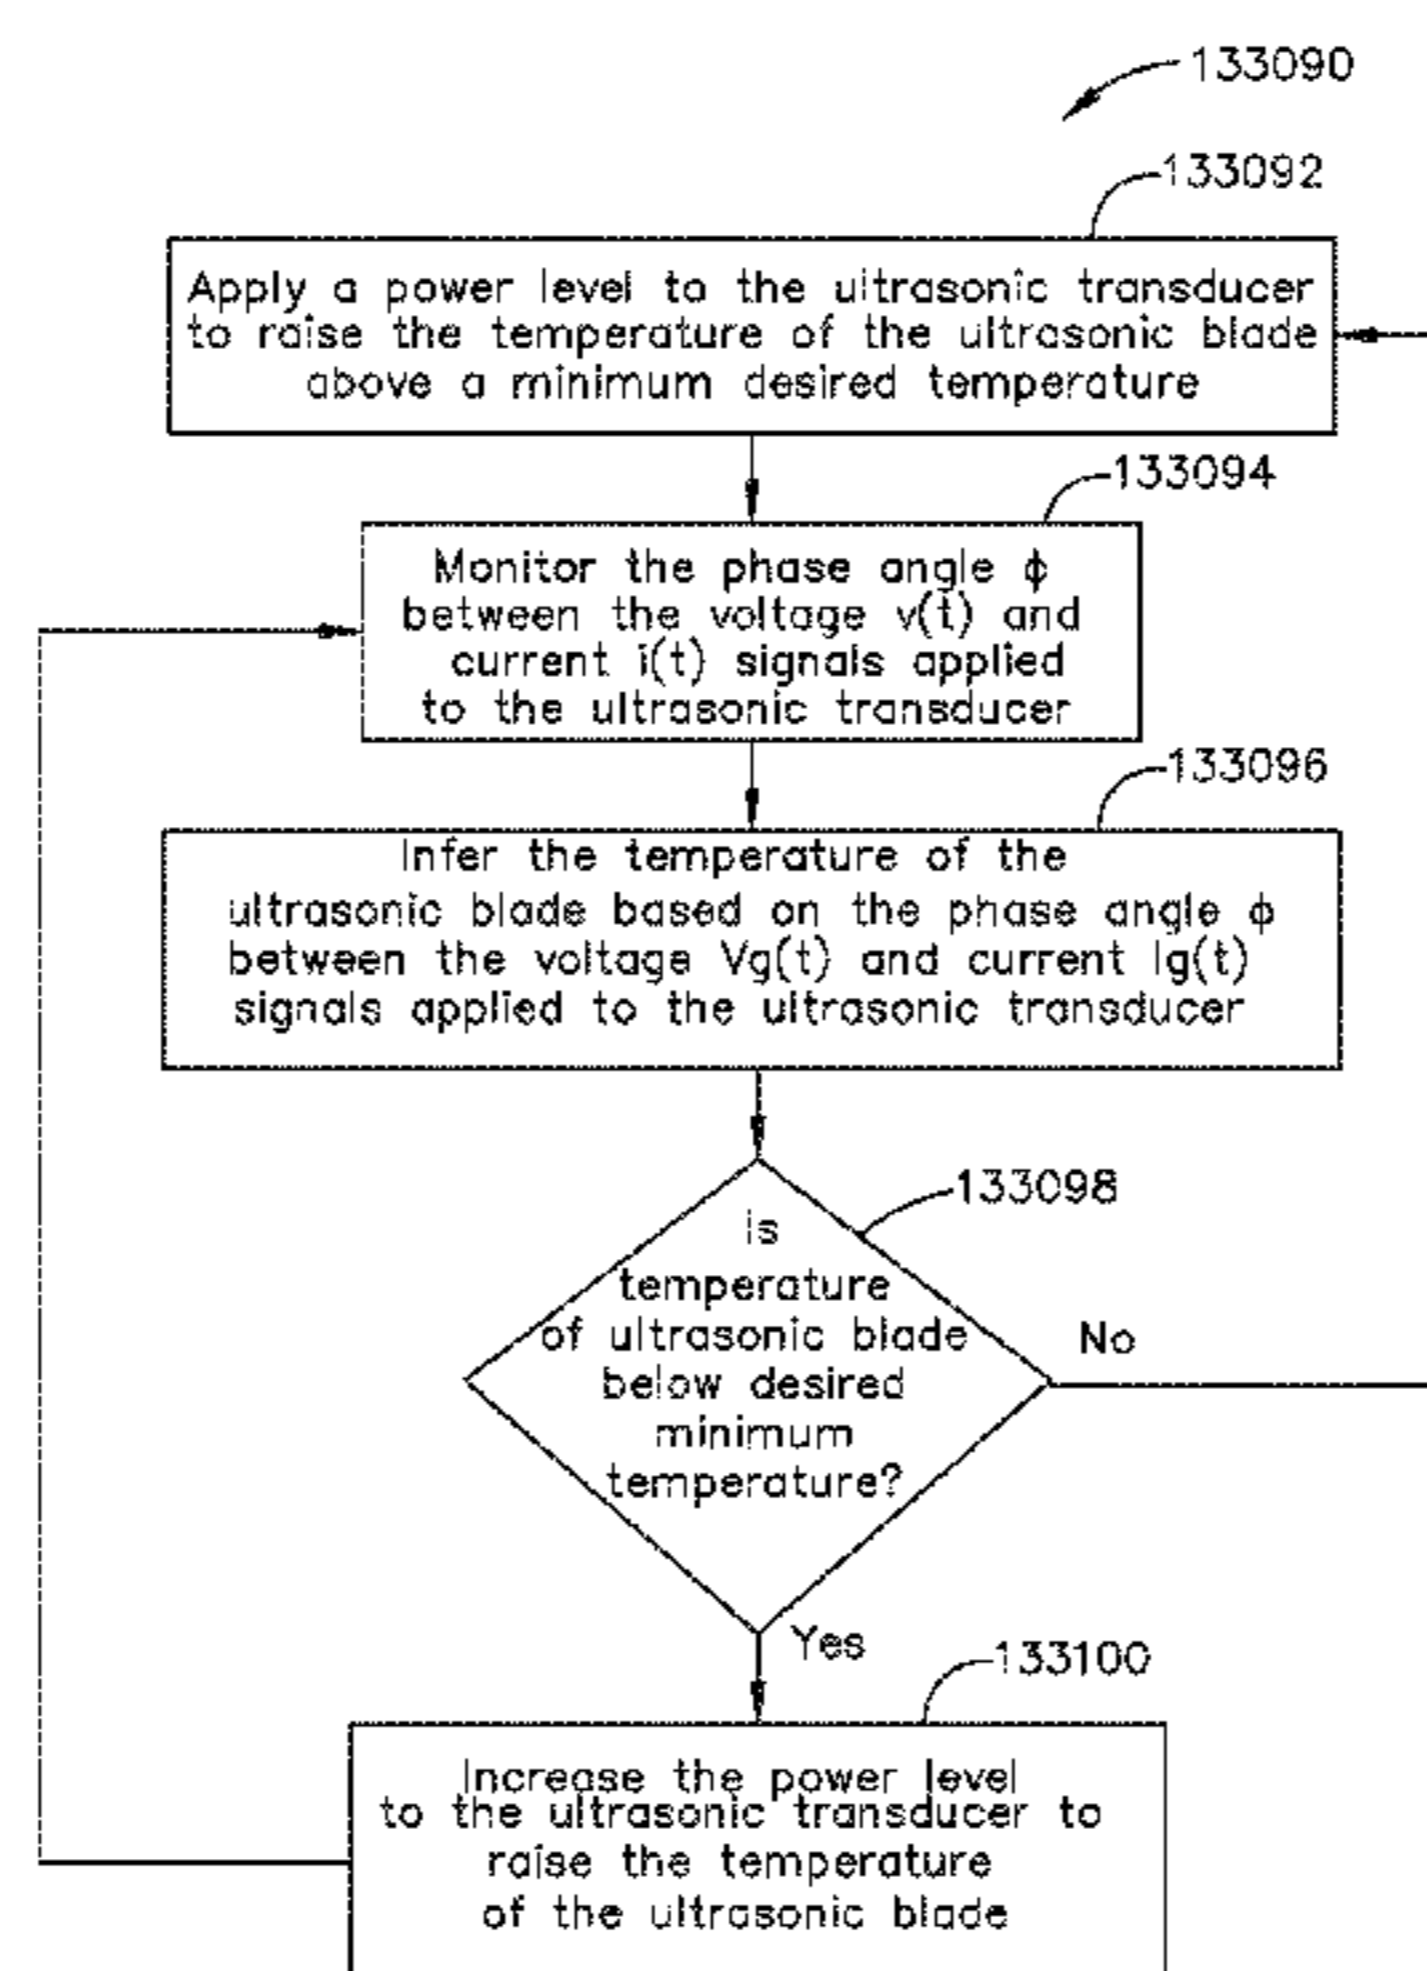 133090
133092
Apply a power level to the ultrasonic transducer
to raise the temperature of the ultrasonic blade
above a minimum desired temperature
133094
Monitor the phase angle ϕ
between the voltage v(t) and
current i(t) signals applied
to the ultrasonic transducer
133096
Infer the temperature of the
ultrasonic blade based on the phase angle ϕ
between the voltage Vg(t) and current Ig(t)
signals applied to the ultrasonic transducer
133098
is
temperature
of ultrasonic blade
below desired
minimum
temperature?
No
Yes
133100
Increase the power level
to the ultrasonic transducer to
raise the temperature
of the ultrasonic blade